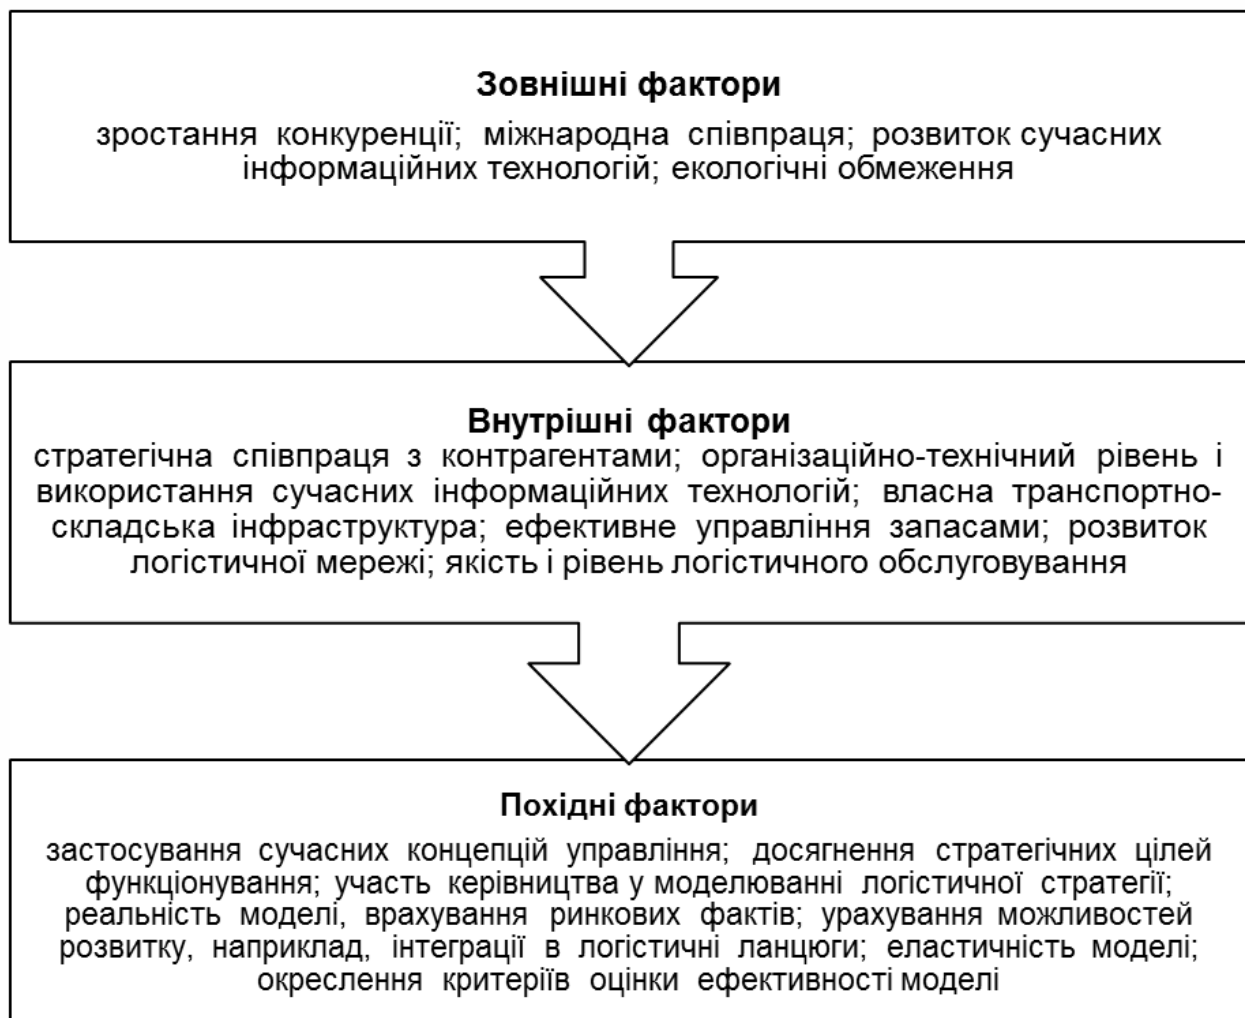 Зовнішні фактори
зростання конкуренції; міжнародна співпраця; розвиток сучасних
інформаційних технологій; екологічні обмеження
Внутрішні фактори
стратегічна співпраця з контрагентами; організаційно-технічний рівень і
використання сучасних інформаційних технологій; власна транспортно-
складська інфраструктура; ефективне управління запасами; розвиток
логістичної мережі; якість і рівень логістичного обслуговування
Похідні фактори
застосування сучасних концепцій управління; досягнення стратегічних цілей
функціонування; участь керівництва у моделюванні логістичної стратегії;
реальність моделі, врахування ринкових фактів; урахування можливостей
розвитку, наприклад, інтеграції в логістичні ланцюги; еластичність моделі;
окреслення критеріїв оцінки ефективності моделі